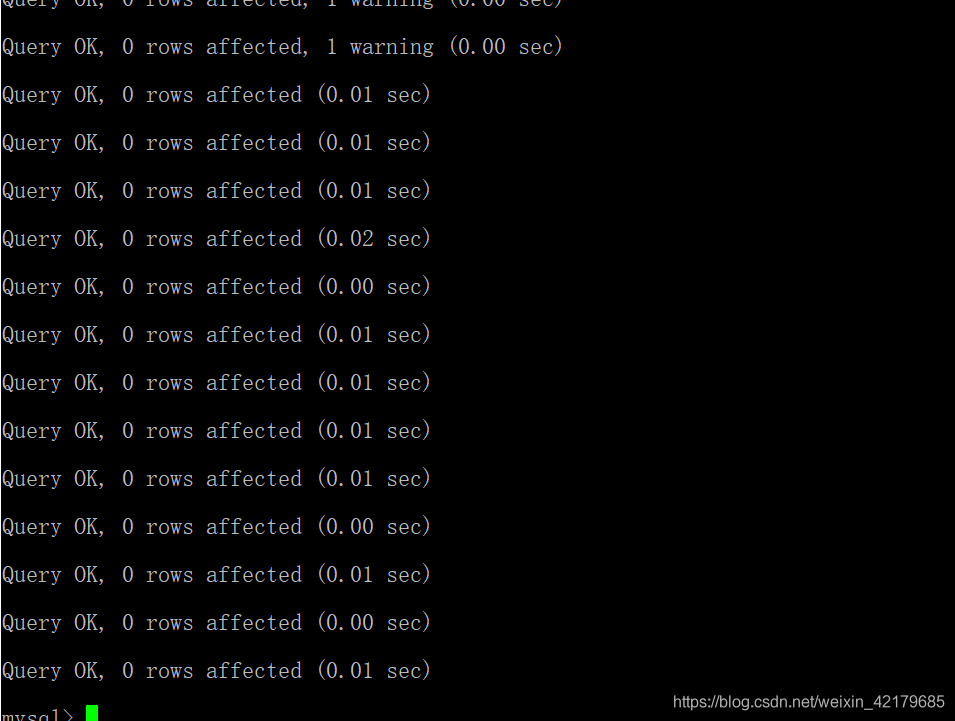 Query OK, 0 rows affected, 1 warning (0.00 sec)
Query OK, 0 rows affected, 1 warning (0.00 sec)
Query OK, 0 rows affected (0.01 sec)
Query OK, 0 rows affected (0.01 sec)
Query OK, 0 rows affected (0.01 sec)
Query OK, 0 rows affected (0.02 sec)
Query OK, 0 rows affected (0.00 sec)
Query OK, 0 rows affected (0.01 sec)
Query OK, 0 rows affected (0.01 sec)
Query OK, 0 rows affected (0.01 sec)
Query OK, 0 rows affected (0.01 sec)
Query OK, 0 rows affected (0.00 sec)
Query OK, 0 rows affected (0.01 sec)
Query OK, 0 rows affected (0.00 sec)
Query OK, 0 rows affected (0.01 sec)
https://blog.csdn.net/weixin_42179685
mysql>